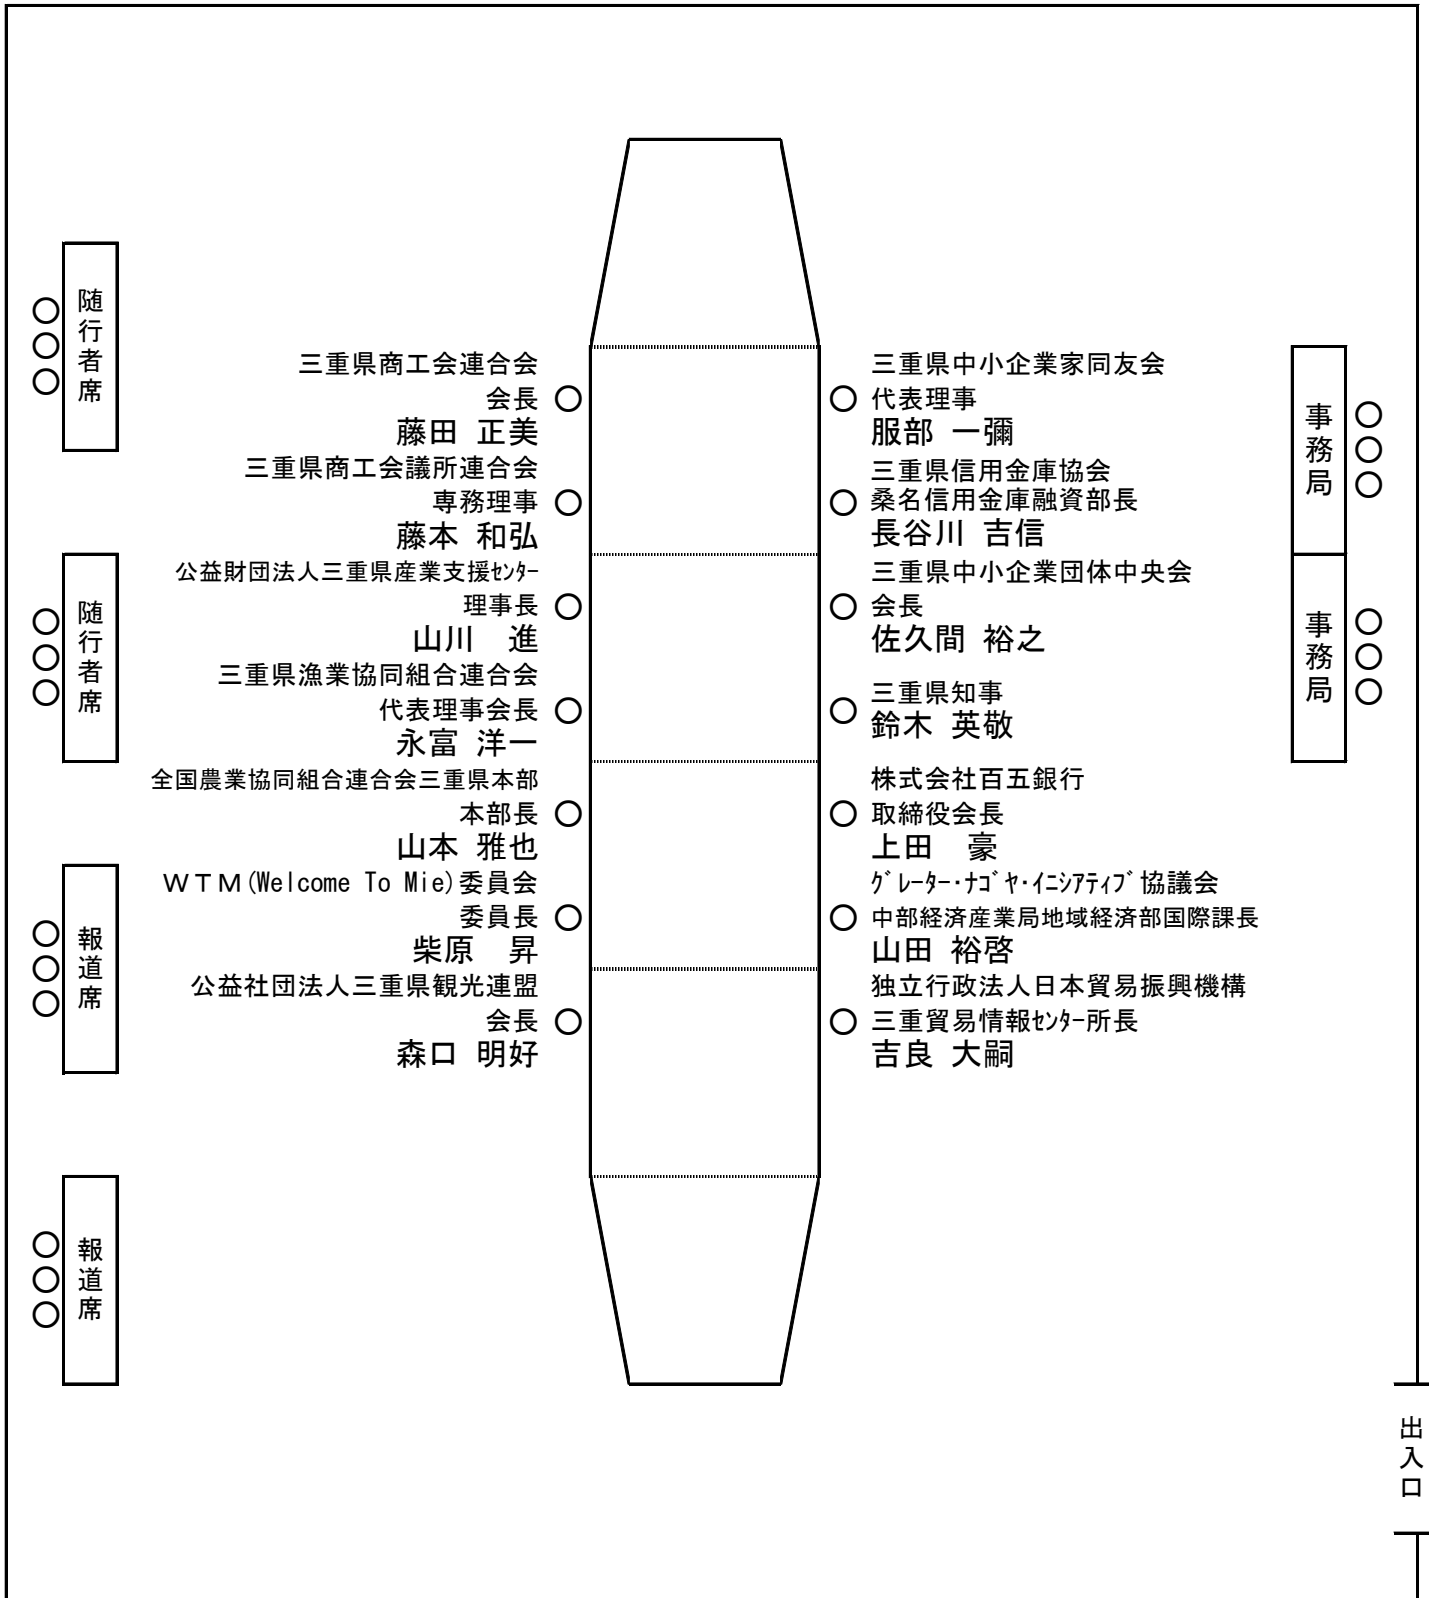 随行者席
随行者席
報道席
報道席
三重県商工会連合会
会長
藤田 正美
三重県商工会議所連合会
専務理事
藤本 和弘
公益財団法人三重県産業支援ｾﾝﾀｰ
理事長
山川　進
三重県漁業協同組合連合会
代表理事会長
永富 洋一
全国農業協同組合連合会三重県本部
本部長
山本 雅也
ＷＴＭ(Welcome To Mie)委員会
委員長
柴原　昇
公益社団法人三重県観光連盟
会長
森口 明好
三重県中小企業家同友会
代表理事
服部 一彌
三重県信用金庫協会
桑名信用金庫融資部長
長谷川 吉信
三重県中小企業団体中央会
会長
佐久間 裕之
三重県知事
鈴木 英敬
株式会社百五銀行
取締役会長
上田　豪
ｸﾞﾚｰﾀｰ･ﾅｺﾞﾔ･ｲﾆｼｱﾃｨﾌﾞ協議会
中部経済産業局地域経済部国際課長
山田 裕啓
独立行政法人日本貿易振興機構
三重貿易情報ｾﾝﾀｰ所長
吉良 大嗣
事務局
事務局
出入口